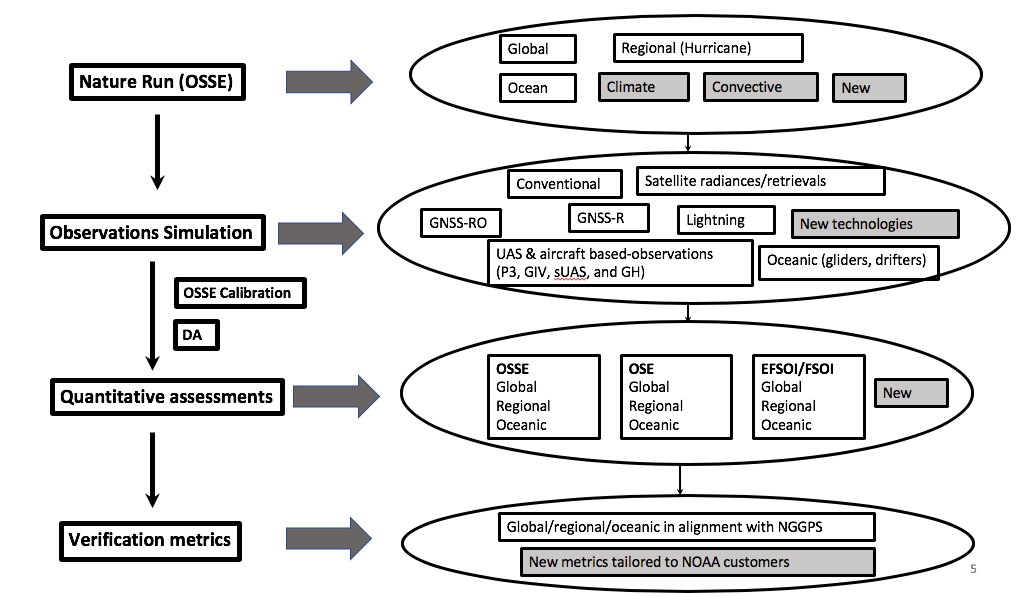 Nature Run (OSSE)
Global
Regional (Hurricane)
Ocean
Climate
Convective
New
Observations Simulation
Conventional
Satellite radiances/retrievals
GNSS-RO
GNSS-R
Lightning
New technologies
UAS & aircraft based-observations
(P3, GIV, sUAS, and GH)
Oceanic (gliders, drifters)
OSSE Calibration
DA
Quantitative assessments
OSSE
Global
Regional
Oceanic
OSE
Global
Regional
Oceanic
EFSOI/FSOI
Global
Regional
Oceanic
New
Verification metrics
Global/regional/oceanic in alignment with NGGPS
New metrics tailored to NOAA customers
5